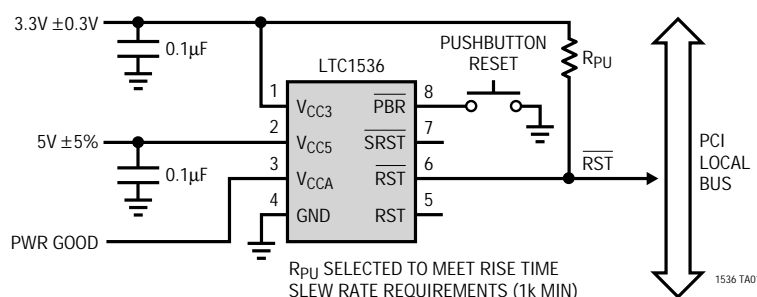 3.3V ±0.3V
0.1µF
LTC1536
PUSHBUTTON
RESET
RPU
1
VCC3
PBR
8
5V ±5%
2
VCC5
SRST
7
0.1µF
3
VCCA
RST
6
RST
PCI
LOCAL
BUS
4
GND
RST
5
PWR GOOD
RPU SELECTED TO MEET RISE TIME
SLEW RATE REQUIREMENTS (1k MIN)